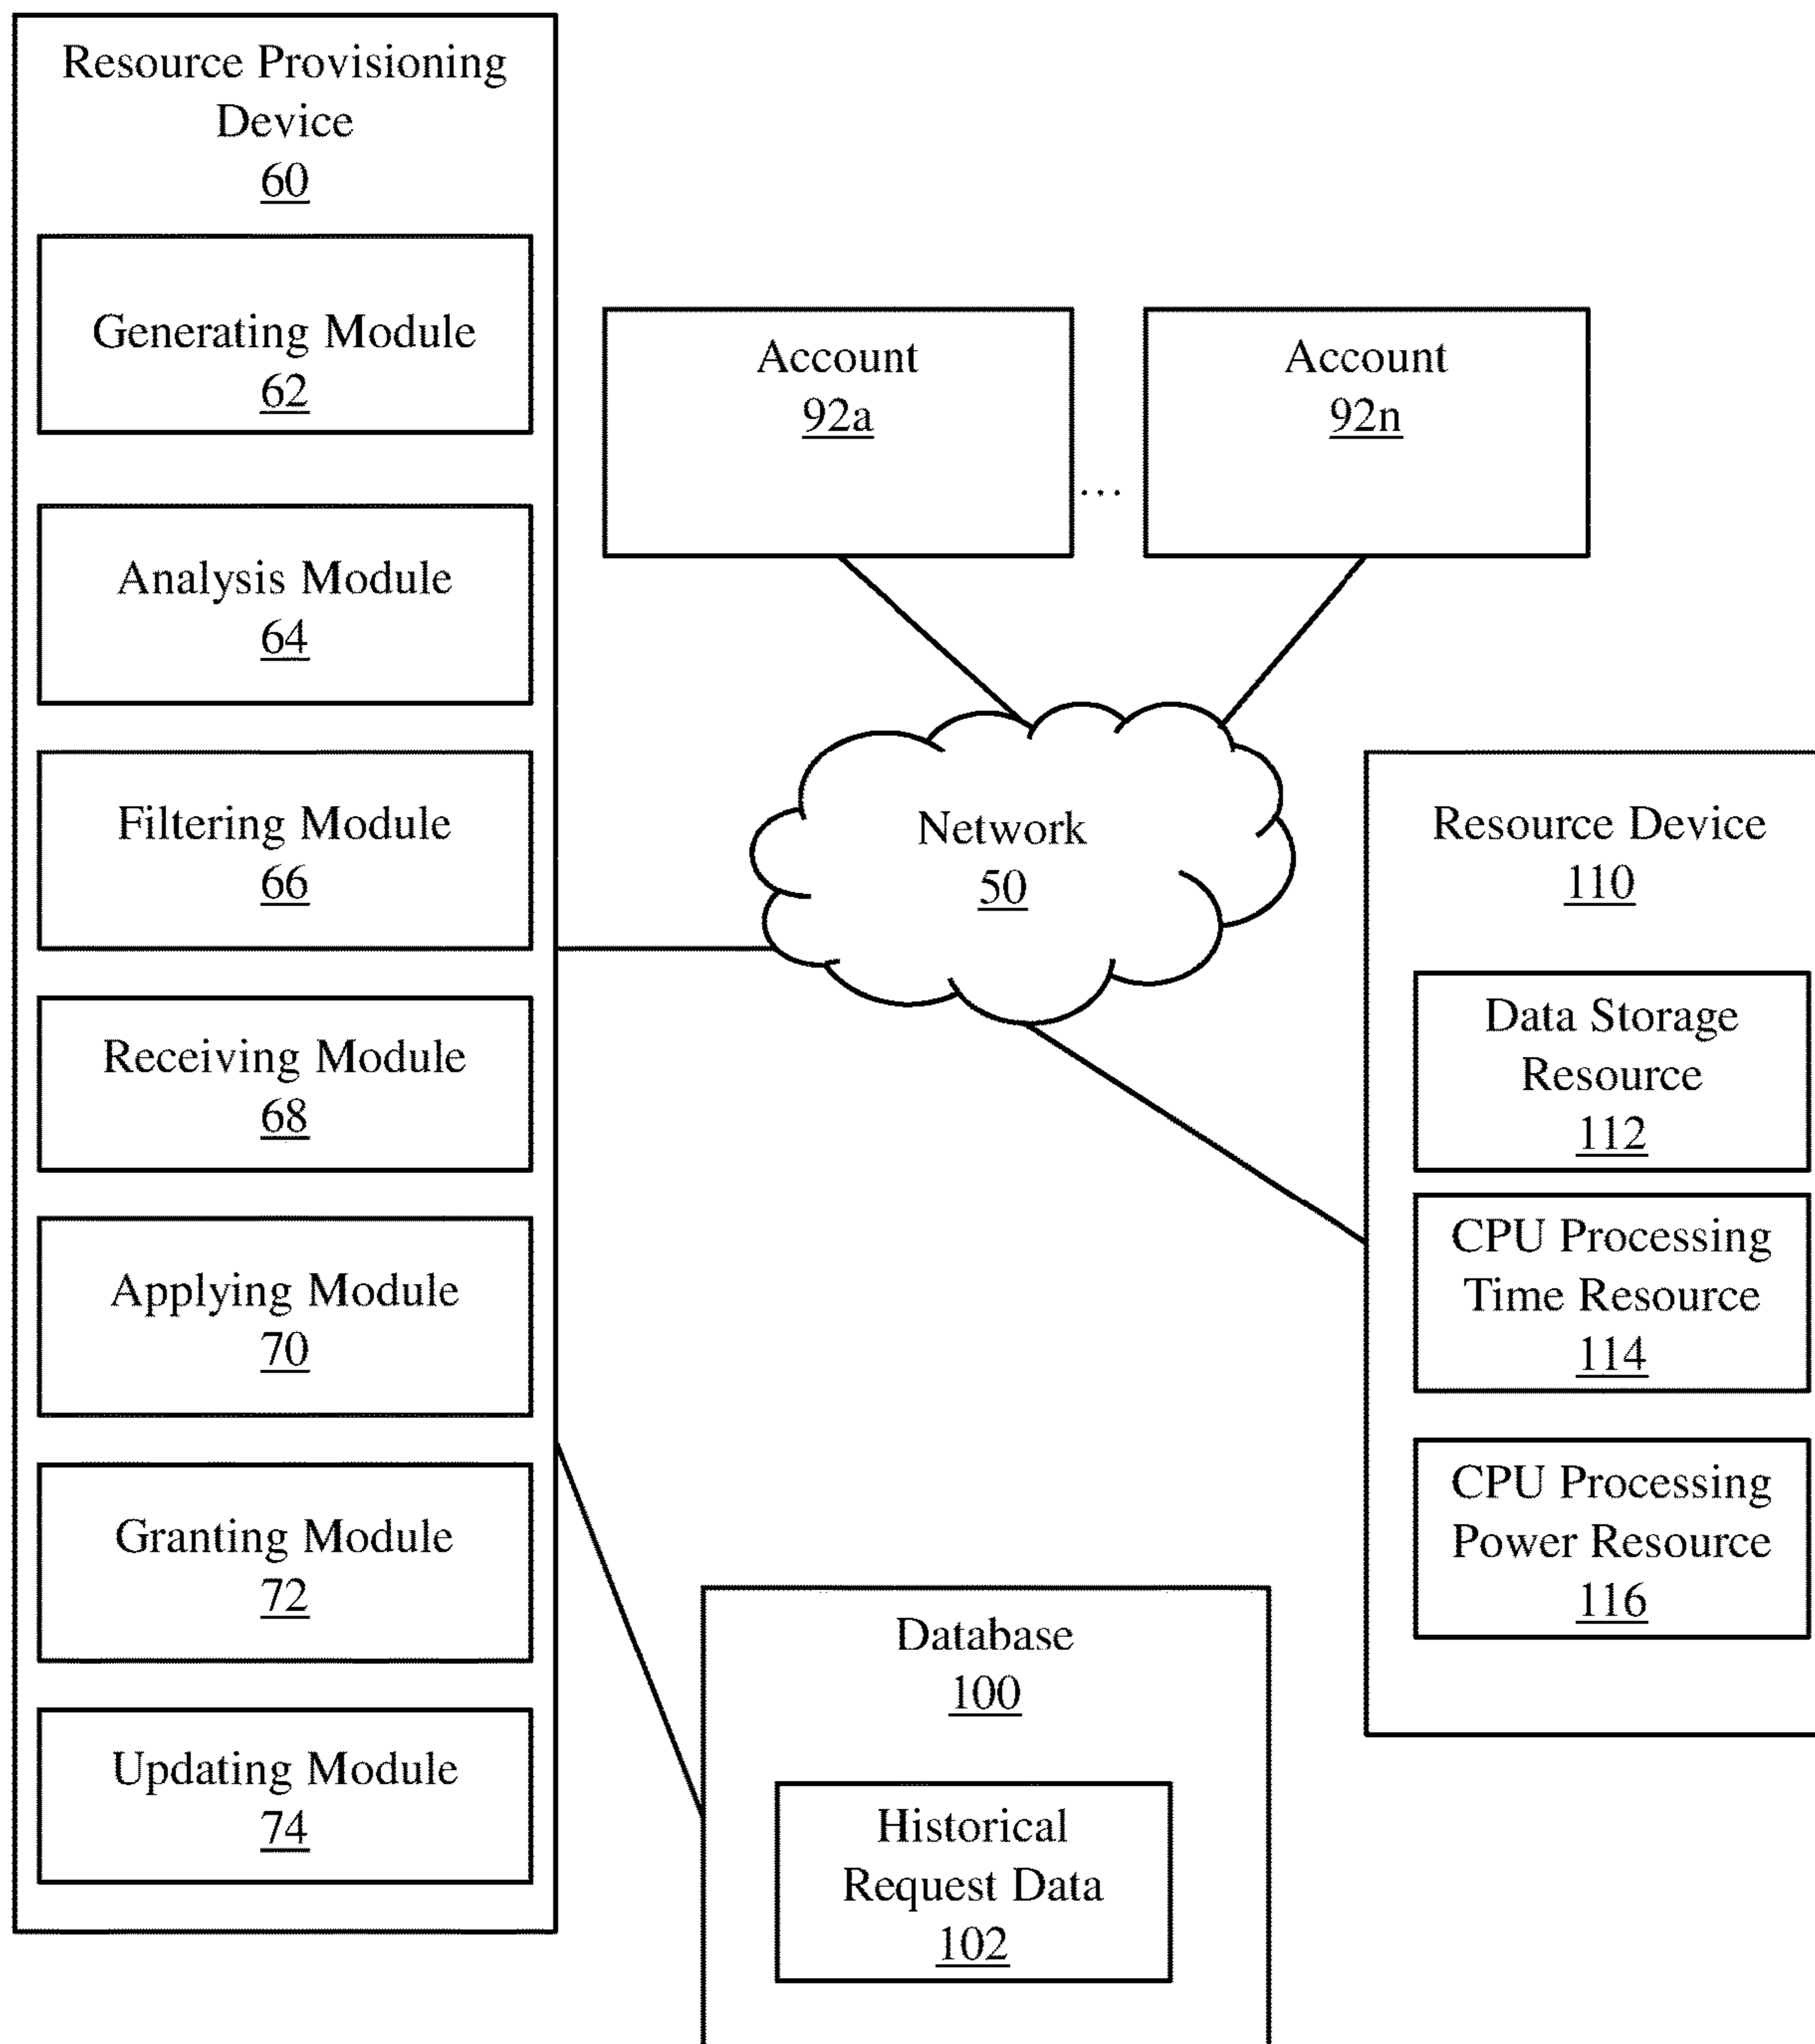 Resource Provisioning
Device
60
Generating Module
62
Analysis Module
64
Filtering Module
66
Receiving Module
68
Applying Module
70
Granting Module
72
Updating Module
74
Account
92a
...
Account
92n
Network
50
Resource Device
110
Data Storage
Resource
112
CPU Processing
Time Resource
114
CPU Processing
Power Resource
116
Database
100
Historical
Request Data
102